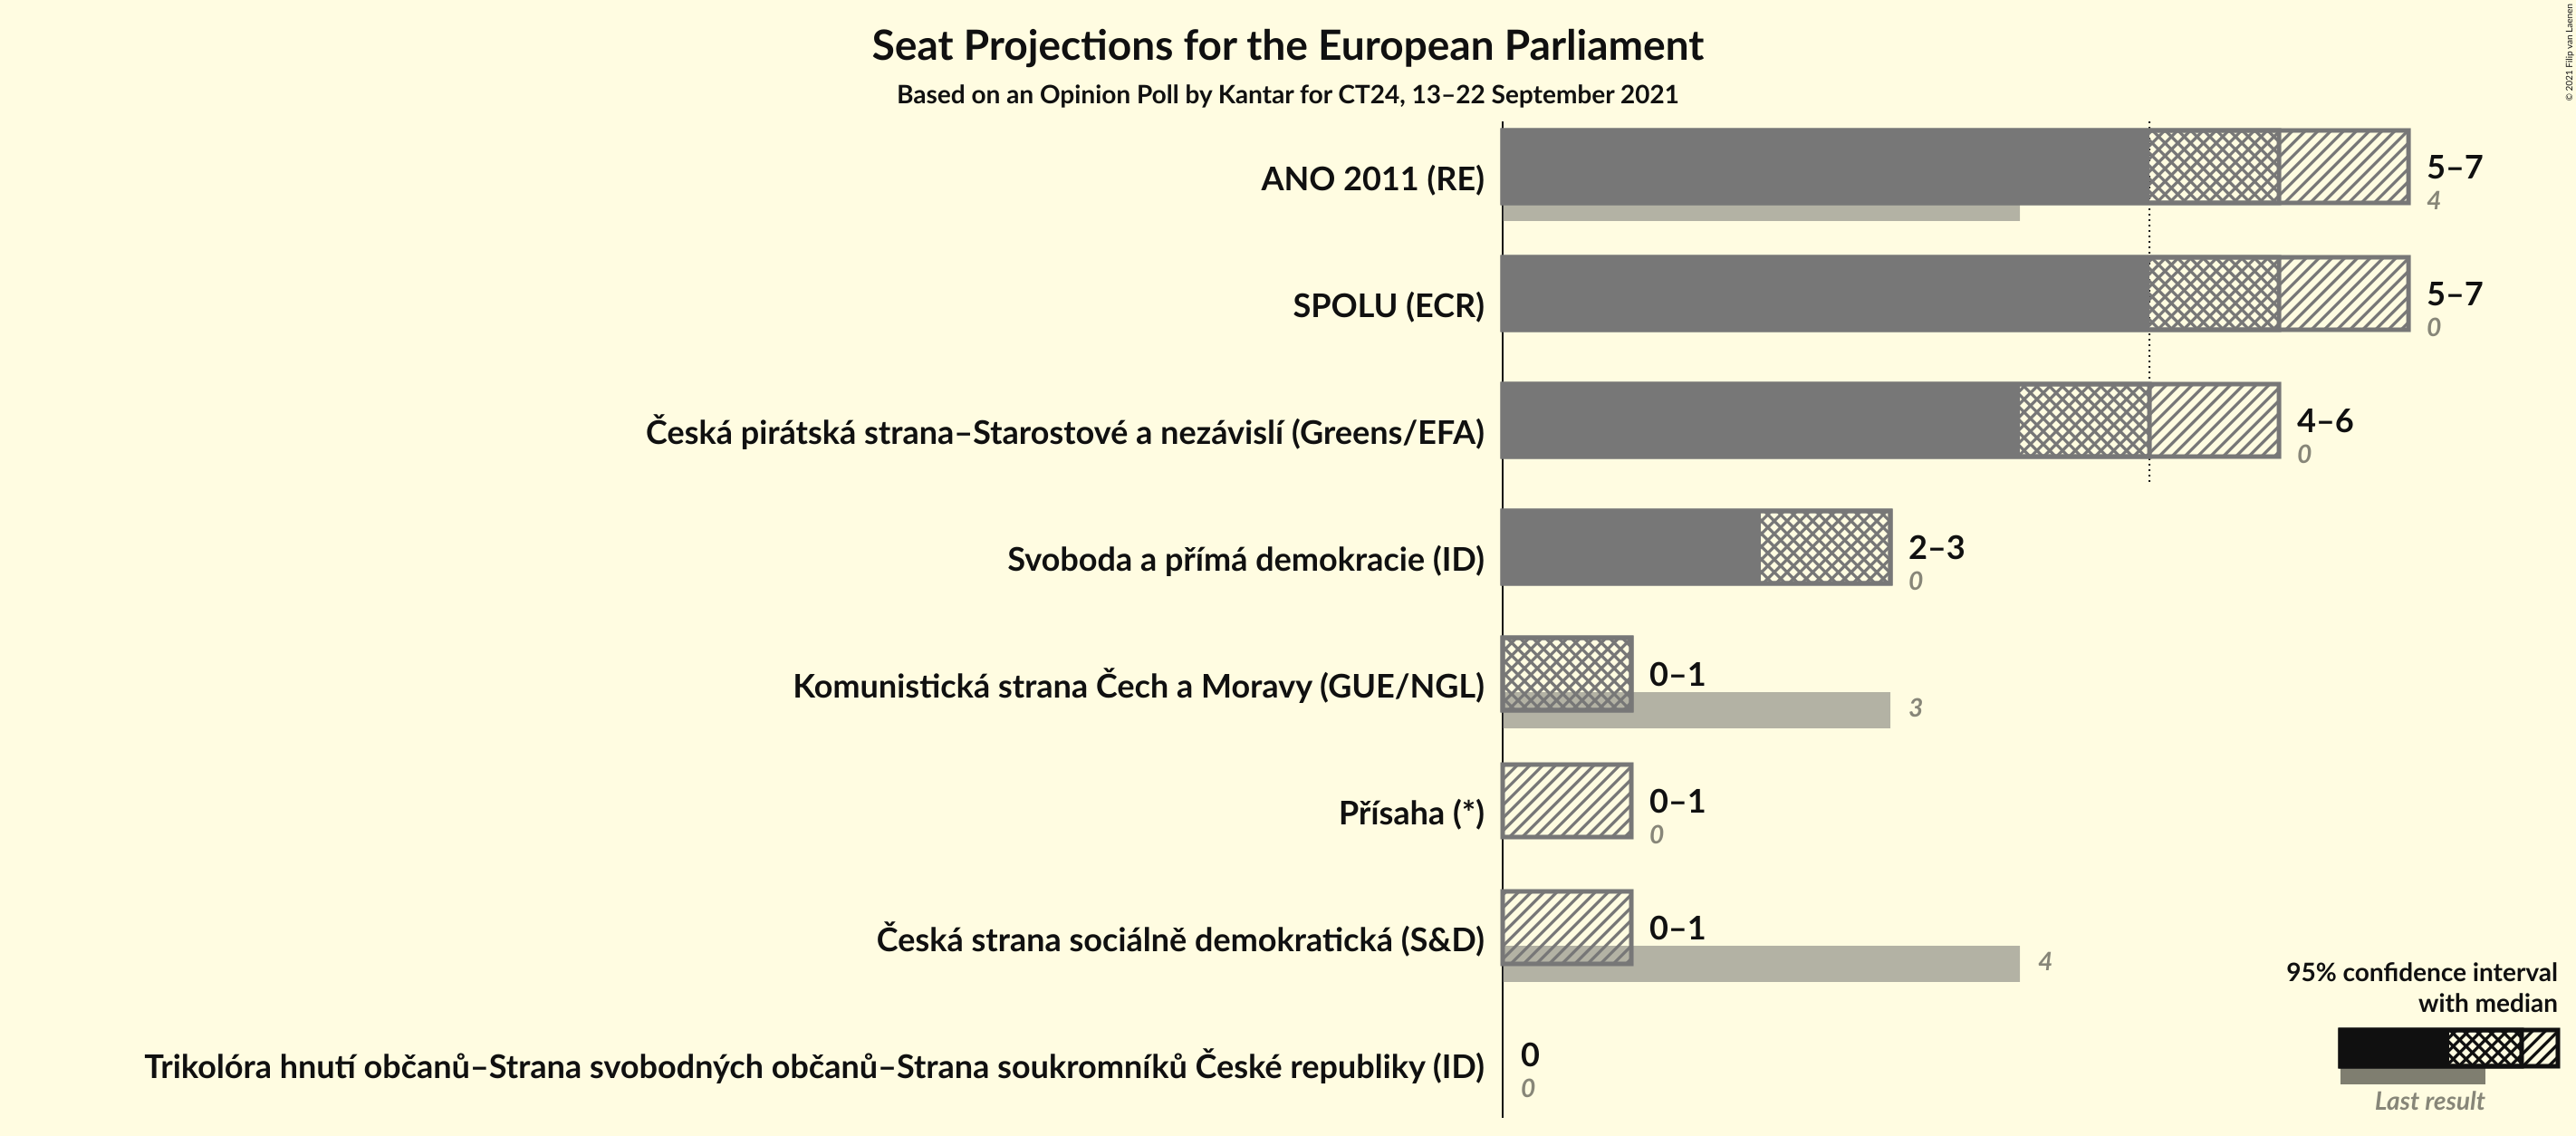 Seat Projections for the European Parliament
Based on an Opinion Poll by Kantar for CT24, 13–22 September 2021
© 2021 Filip van Laenen
ANO 2011 (RE)
5–7
4
SPOLU (ECR)
5–7
0
Česká pirátská strana–Starostové a nezávislí (Greens/EFA)
4–6
0
Svoboda a přímá demokracie (ID)
2–3
0
Komunistická strana Čech a Moravy (GUE/NGL)
0–1
3
Přísaha (*)
0–1
0
Česká strana sociálně demokratická (S&D)
0–1
4
Trikolóra hnutí občanů–Strana svobodných občanů–Strana soukromníků České republiky (ID)
0
0
95% confidence interval
with median
Last result